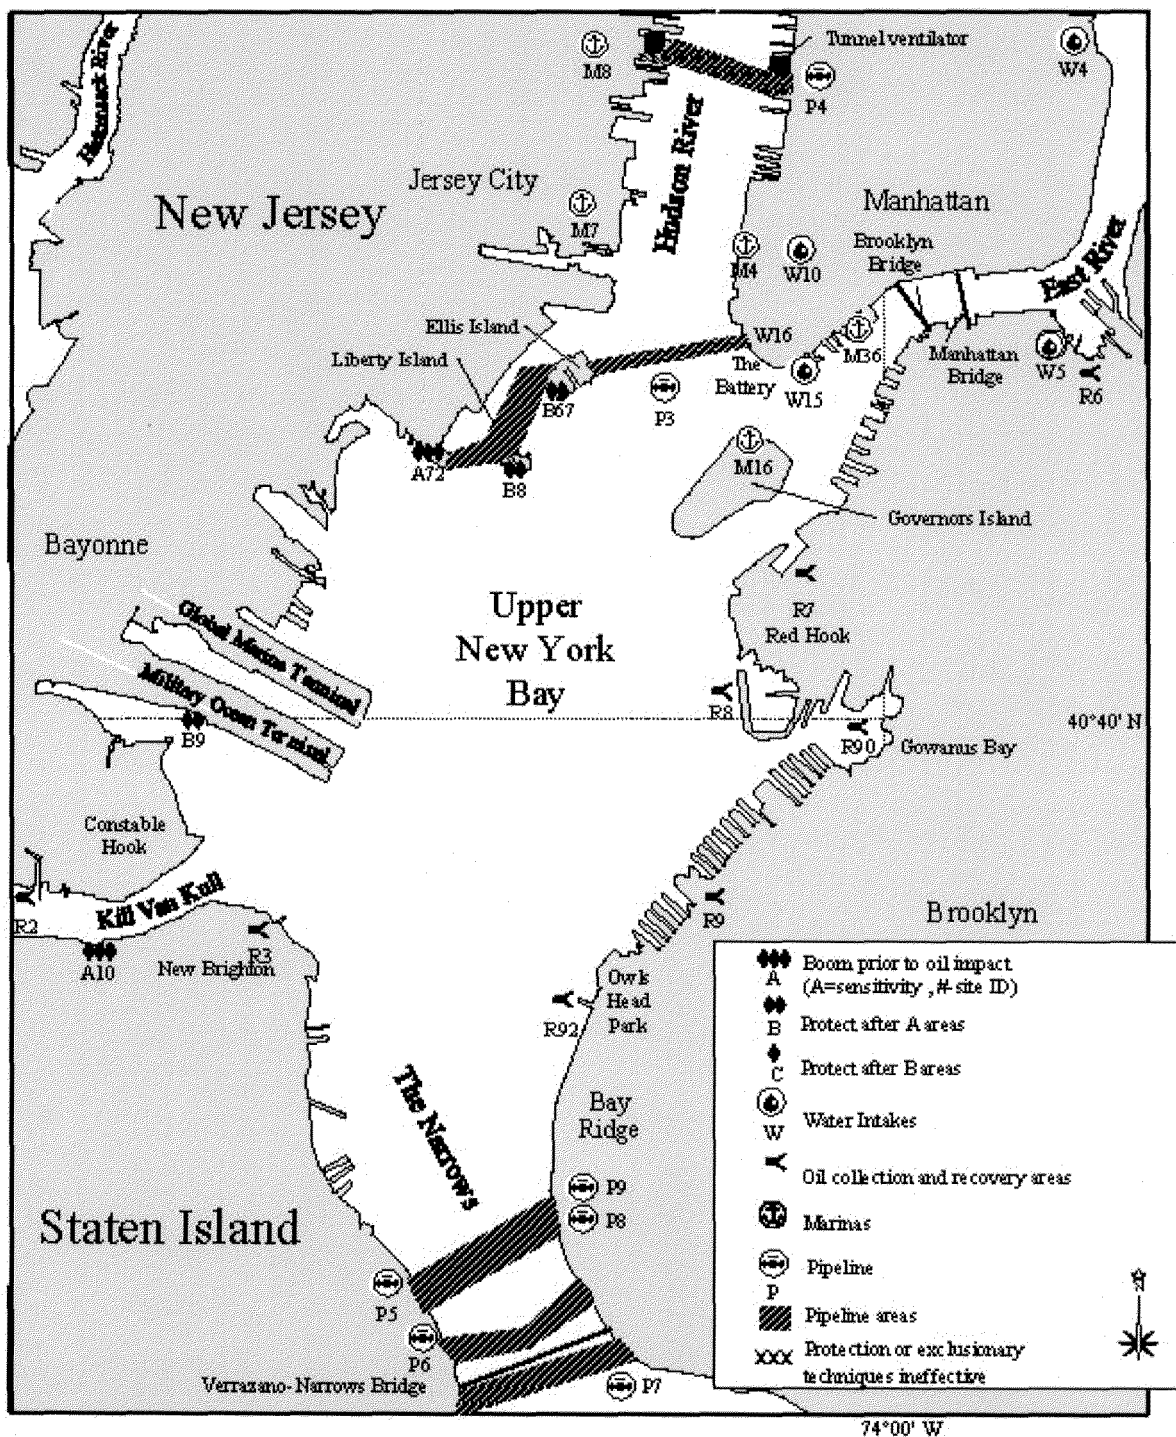 Tunnel ventilator
M8
W4
P4
Hackensack River
Hudson River
Jersey City
New Jersey
M7
Manhattan
M4
W10
Brooklyn
Bridge
East River
Ellis Island
Liberty Island
W16
The
Battery
M36
Manhattan
Bridge
W5
R6
B67
P3
W15
A72
B8
M16
Governors Island
Bayonne
Upper
New York
Bay
R7
Red Hook
Global Marine Terminal
Military Ocean Terminal
B9
R8
R90
Gowanus Bay
40°40' N
Constable
Hook
Kill Van Kull
R2
A10
New Brighton
R3
R9
Brooklyn
Owls
Head
Park
R92
The Narrows
Bay
Ridge
P9
P8
Staten Island
P5
P6
Verrazano-Narrows Bridge
P7
A
Boom prior to oil impact
(A=sensitivity, #-site ID)
B
Protect after A areas
C
Protect after B areas
W
Water Intakes
Oil collection and recovery areas
Marinas
Pipeline
P
Pipeline areas
XXX
Protection or exclusionary
techniques ineffective
N
74°00' W